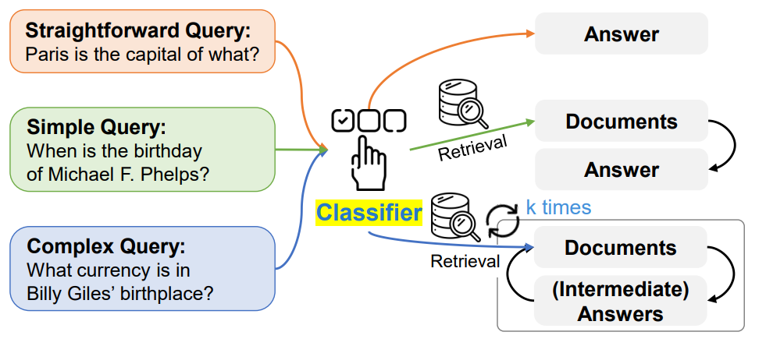 Straightforward Query:
Paris is the capital of what?
Simple Query:
When is the birthday
of Michael F. Phelps?
Complex Query:
What currency is in
Billy Giles’ birthplace?
Classifier
Answer
Retrieval
Documents
Answer
Retrieval
k times
Documents
(Intermediate)
Answers